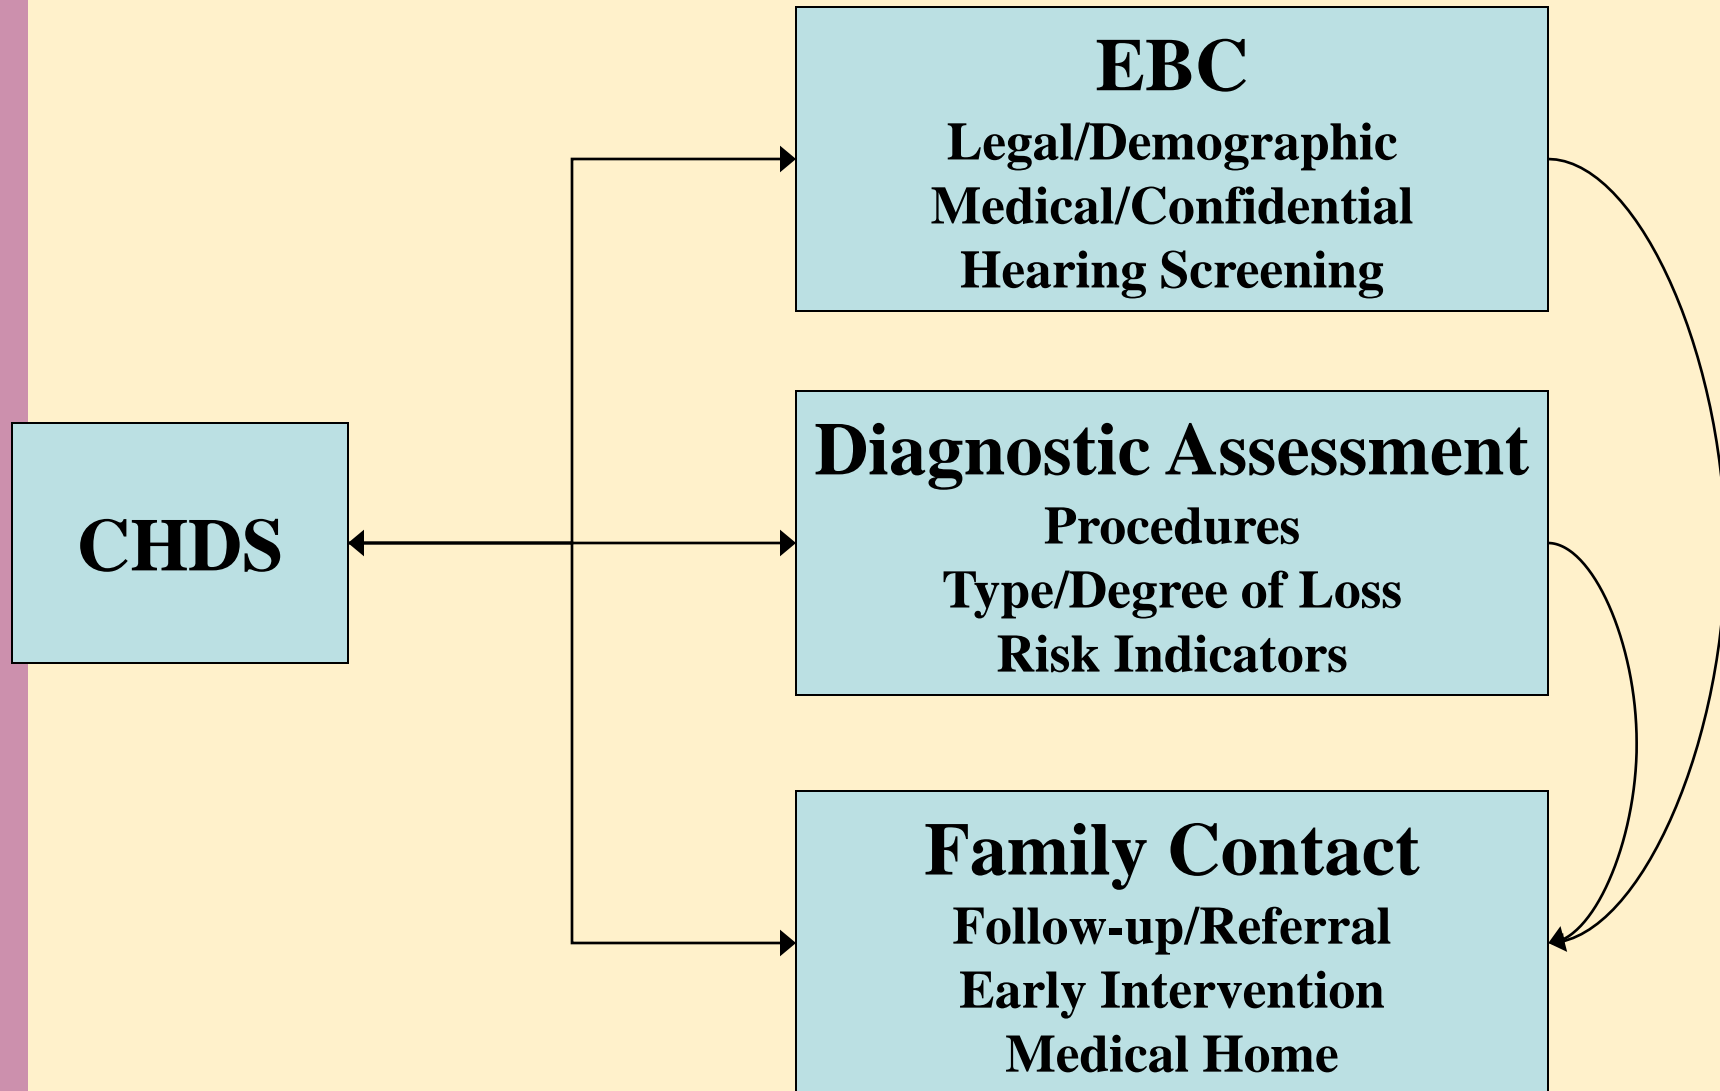 EBC
Legal/Demographic
Medical/Confidential
Hearing Screening
CHDS
Diagnostic Assessment
Procedures
Type/Degree of Loss
Risk Indicators
Family Contact
Follow-up/Referral
Early Intervention
Medical Home